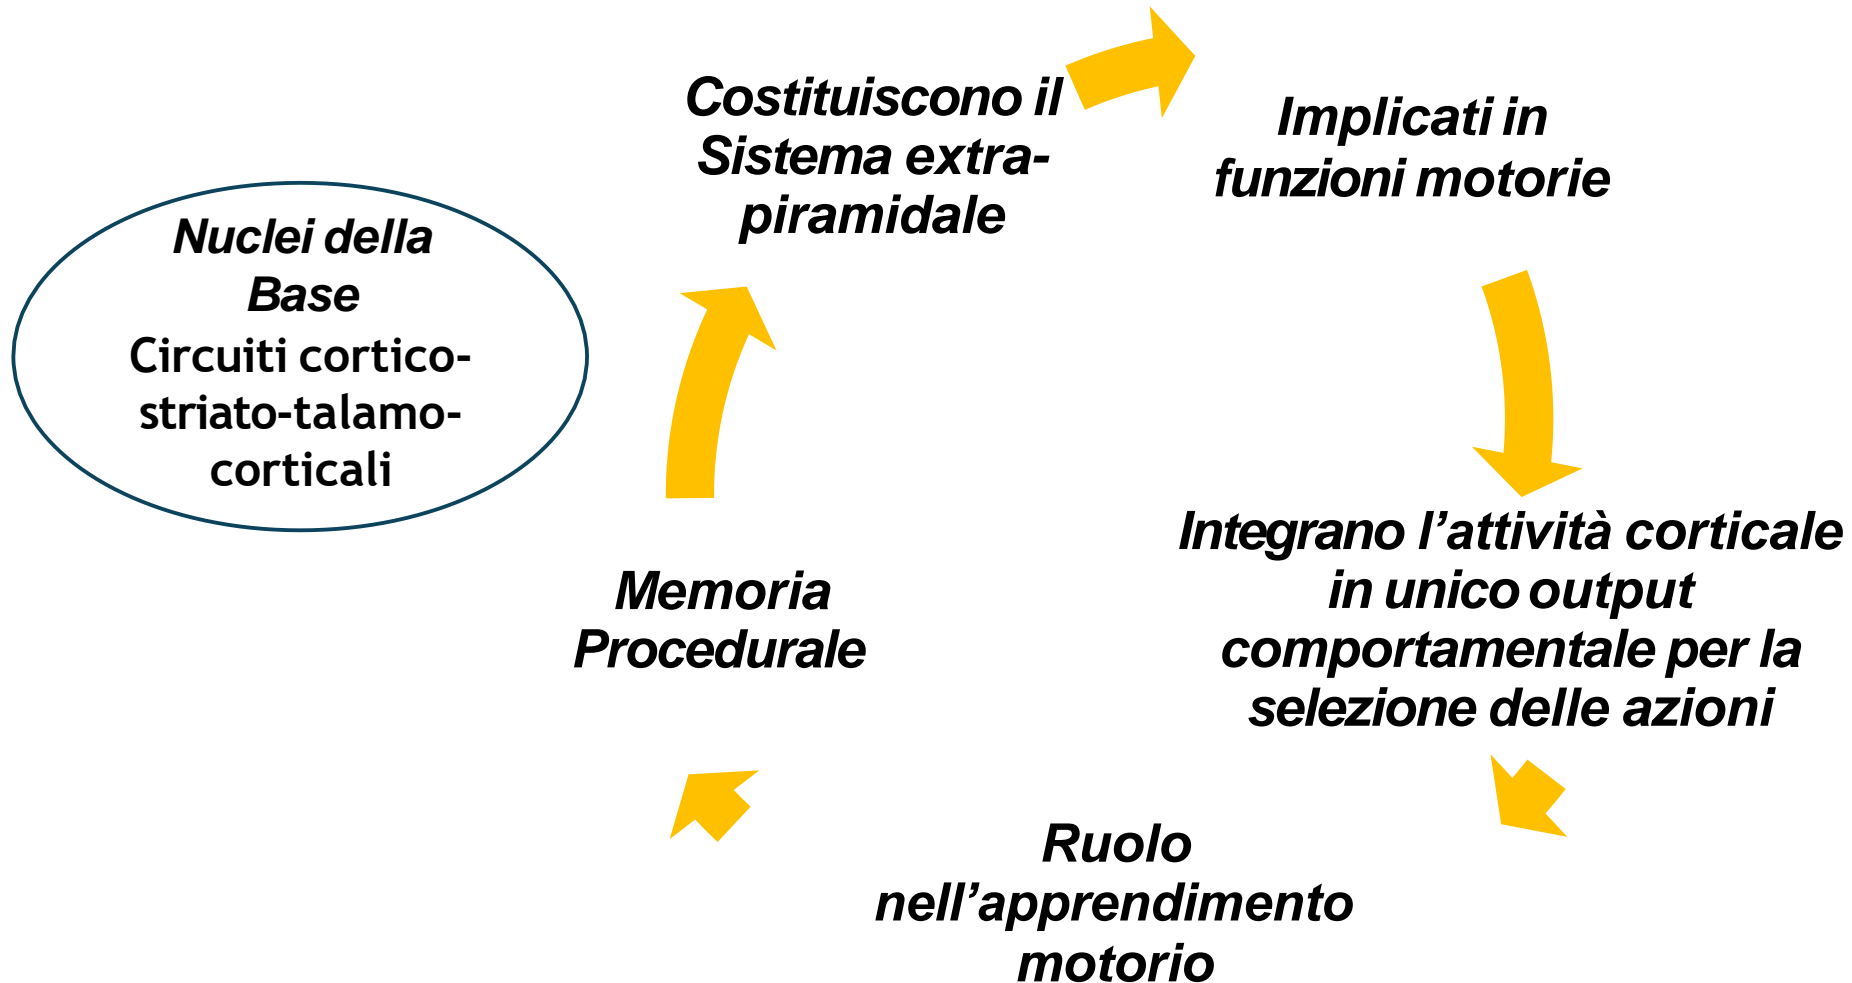 Nuclei della
Base
Circuiti cortico-
striato-talamo-
corticali
Costituiscono il
Sistema extra-
piramidale
Implicati in
funzioni motorie
Integrano l’attività corticale
in unico output
comportamentale per la
selezione delle azioni
Ruolo
nell’apprendimento
motorio
Memoria
Procedurale